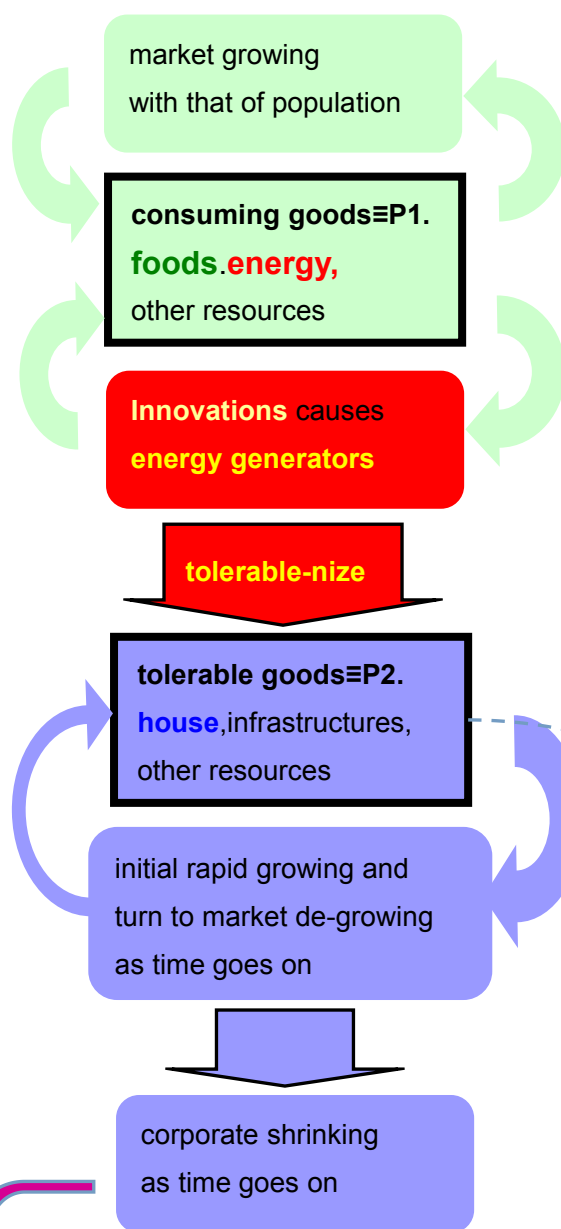 market growing
with that of population
consuming goods≡P1.
foods.energy,
other resources
Innovations causes
energy generators
tolerable-nize
tolerable goods≡P2.
house,infrastructures,
other resources
initial rapid growing and
turn to market de-growing
as time goes on
corporate shrinking
as time goes on